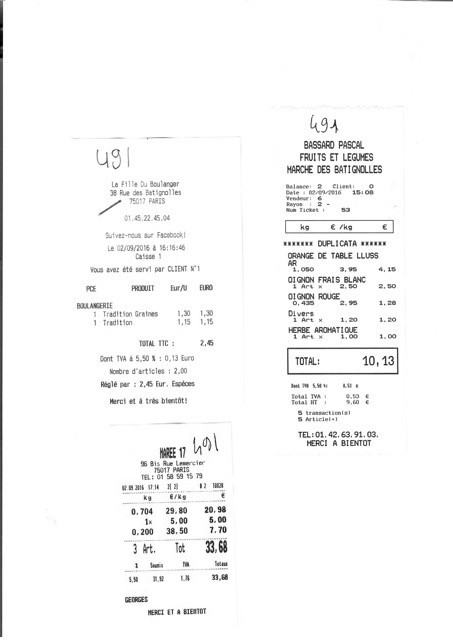 491
La Fille Du Boulanger
38 Rue des Batignolles
75017 PARIS
01.45.22.45.04
Suivez-nous sur Facebook!
Le 02/09/2016 à 16:16:46
Caisse 1
Vous avez été servi par CLIENT N°1
PCE PRODUIT Eur/U EURO
BOULANGERIE
1 Tradition Graines 1,30 1,30
1 Tradition 1,15 1,15
TOTAL TTC : 2,45
Dont TVA à 5,50 % : 0,13 Euro
Nombre d'articles : 2,00
Réglé par : 2,45 Eur. Espèces
Merci et à très bientôt!
491
MAREE 17
96 Bis Rue Lemercier
75017 PARIS
TEL: 01 58 59 15 79
02.09.2016 17:14 2[ 2]
kg €/kg €
0.704 29.80 20.98
1x 5.00 5.00
0.200 38.50 7.70
3 Art. Tot 33,68
% Soumis TVA Totaux
5,50 31,92 1,76 33,68
GEORGES
MERCI ET A BIENTOT
491
BASSARD PASCAL
FRUITS ET LEGUMES
MARCHE DES BATIGNOLLES
Balance: 2 Client: 0
Date : 02/09/2016 15:08
Vendeur: 6
Rayon : 2 -
Num Ticket : 53
kg €/kg €
******* DUPLICATA ******
ORANGE DE TABLE LLUSS
AR
1,050 3,95 4,15
OIGNON FRAIS BLANC
1 Art x 2,50 2,50
OIGNON ROUGE
0,435 2,95 1,28
Divers
1 Art x 1,20 1,20
HERBE AROMATIQUE
1 Art x 1,00 1,00
TOTAL: 10,13
Dont TVA 5,50 %: 0,53 €
Total TVA : 0,53 €
Total HT : 9,60 €
5 transaction(s)
5 Article(s)
TEL:01.42.63.91.03.
MERCI A BIENTOT